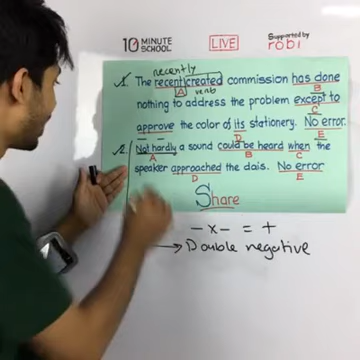 10 MINUTE SCHOOL
LIVE
Supported by
robi
recently
1. The recent created commission has done
A verb B
nothing to address the problem except to
C
approve the color of its stationery. No error.
D E
2. Not hardly a sound could be heard when the
A B C
speaker approached the dais. No error
D E
Share
- x - = +
→ Double negative